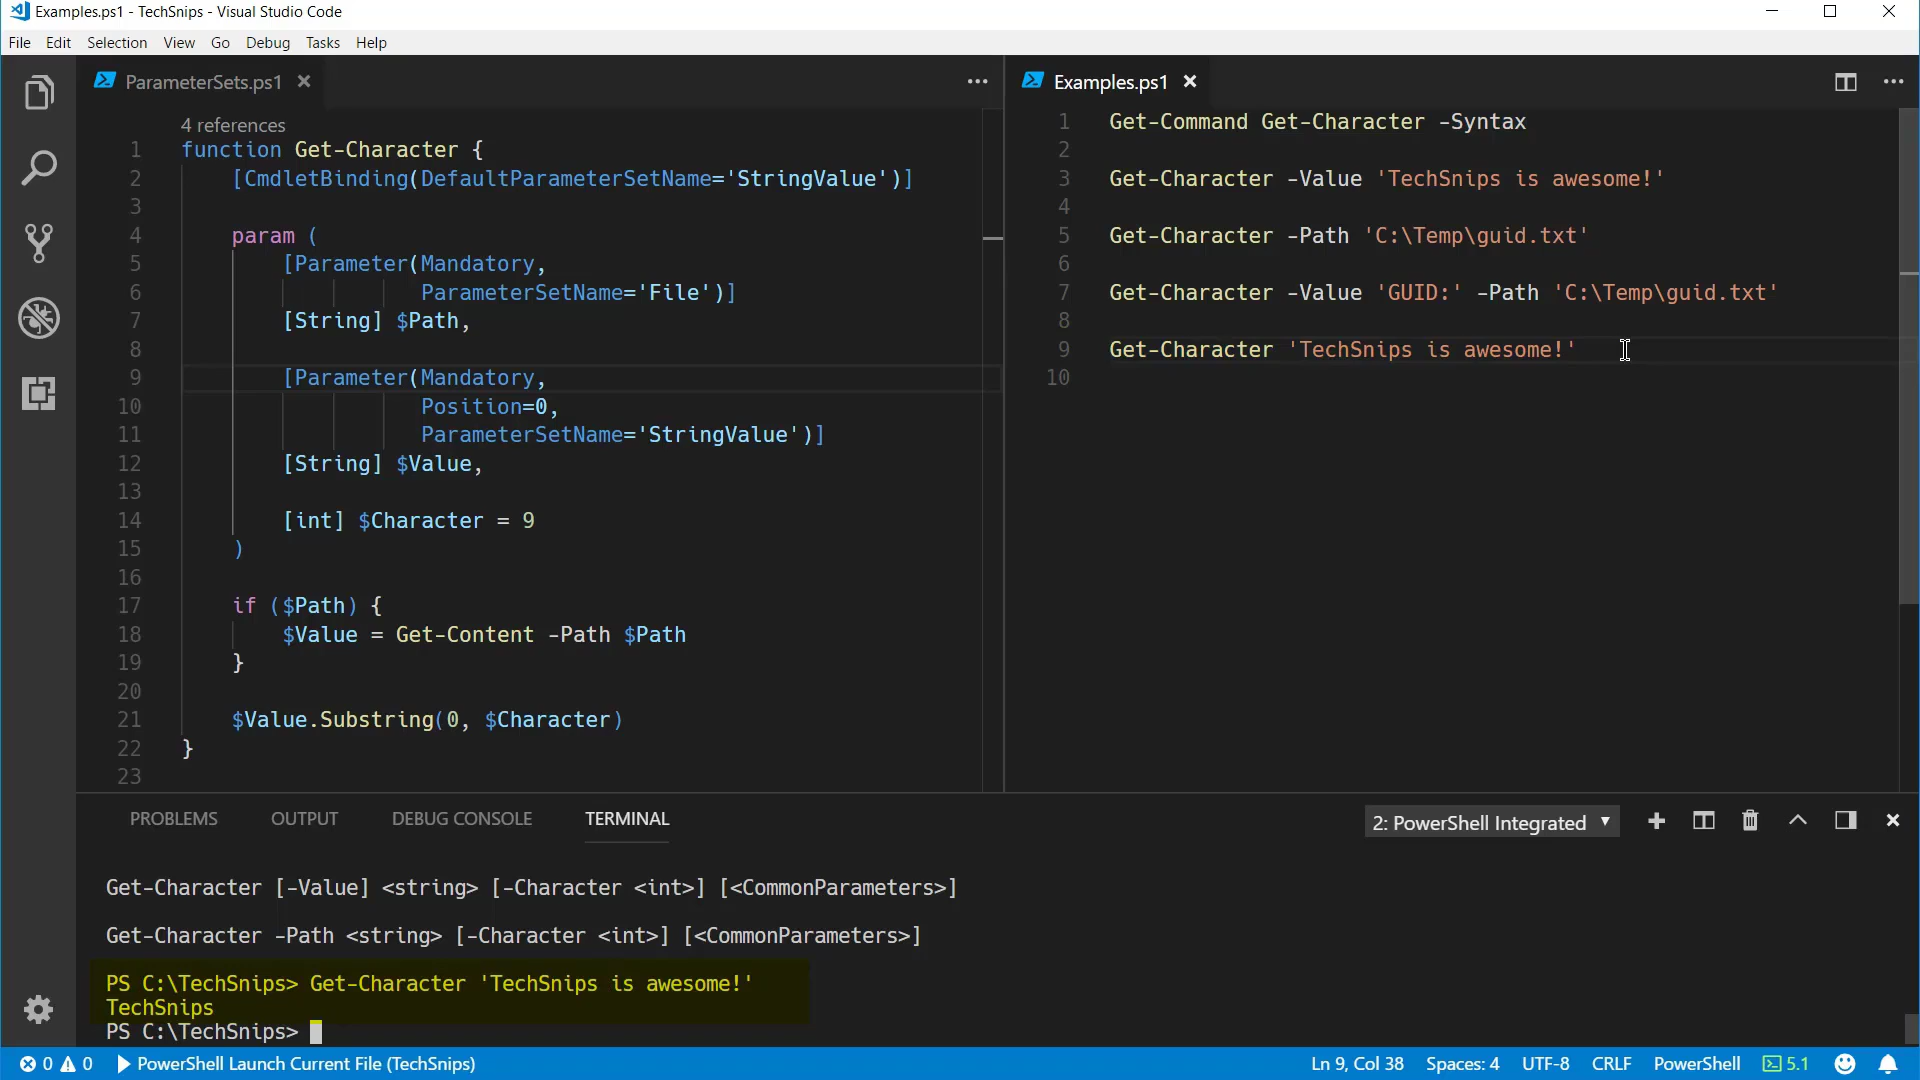 Examples.ps1 - TechSnips - Visual Studio Code
File Edit Selection View Go Debug Tasks Help
ParameterSets.ps1
4 references
1 function Get-Character {
2     [CmdletBinding(DefaultParameterSetName='StringValue')]
3
4     param (
5         [Parameter(Mandatory,
6                    ParameterSetName='File')]
7         [String] $Path,
8
9         [Parameter(Mandatory,
10                    Position=0,
11                    ParameterSetName='StringValue')]
12         [String] $Value,
13
14         [int] $Character = 9
15     )
16
17     if ($Path) {
18         $Value = Get-Content -Path $Path
19     }
20
21     $Value.Substring(0, $Character)
22 }
23
Examples.ps1
1 Get-Command Get-Character -Syntax
2
3 Get-Character -Value 'TechSnips is awesome!'
4
5 Get-Character -Path 'C:\Temp\guid.txt'
6
7 Get-Character -Value 'GUID:' -Path 'C:\Temp\guid.txt'
8
9 Get-Character 'TechSnips is awesome!'
10
PROBLEMS OUTPUT DEBUG CONSOLE TERMINAL 2: PowerShell Integrated
Get-Character [-Value] <string> [-Character <int>] [<CommonParameters>]
Get-Character -Path <string> [-Character <int>] [<CommonParameters>]
PS C:\TechSnips> Get-Character 'TechSnips is awesome!'
TechSnips
PS C:\TechSnips>
0 0 PowerShell Launch Current File (TechSnips) Ln 9, Col 38 Spaces: 4 UTF-8 CRLF PowerShell 5.1